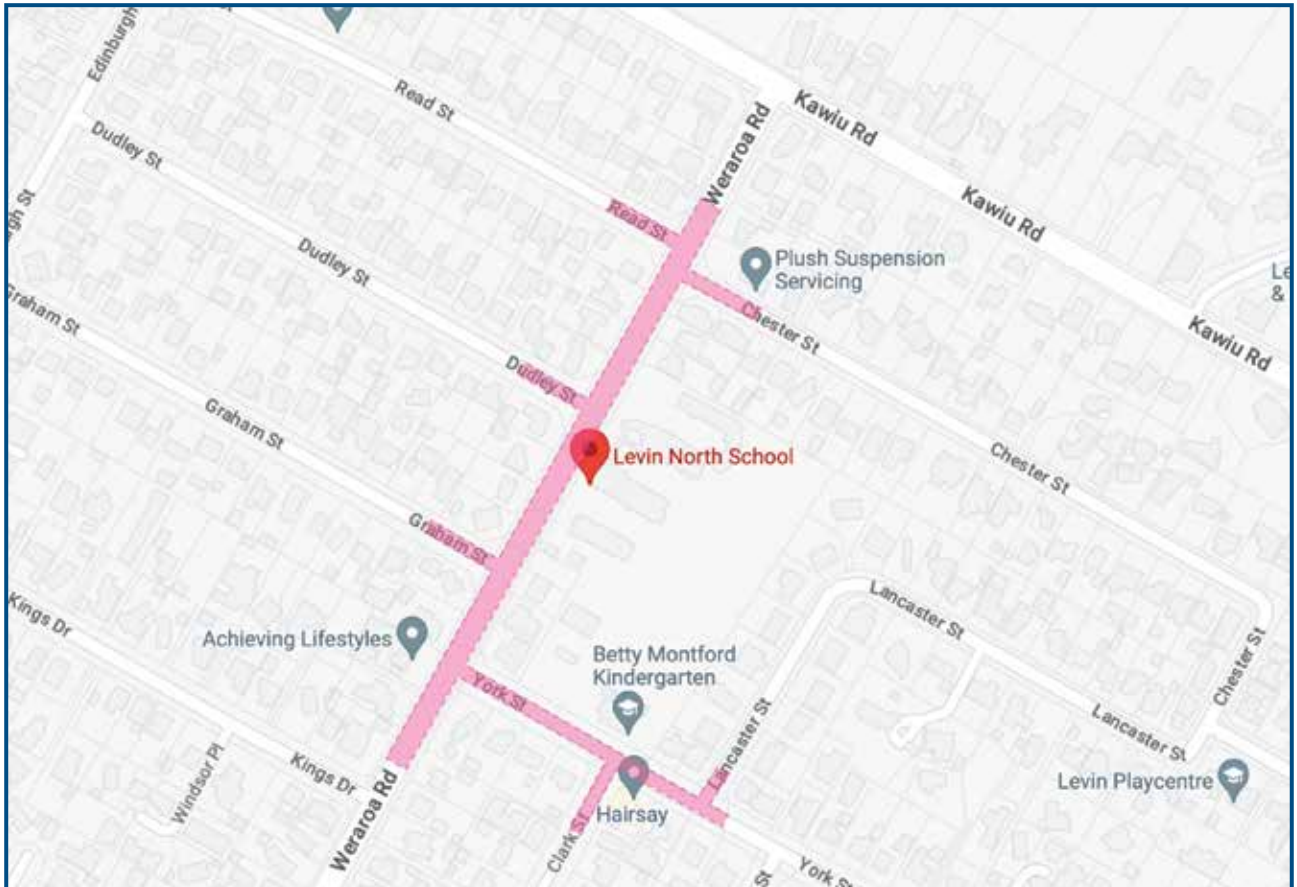 Edinburgh
Read St
Kawiu Rd
Weraroa Rd
Dudley St
Kawiu Rd
Read St
Plush Suspension
Servicing
Dudley St
Kawiu Rd
Graham St
Chester St
Dudley St
Graham St
Levin North School
Chester St
Graham St
Lancaster St
Kings Dr
Achieving Lifestyles
Betty Montford
Kindergarten
Chester St
York St
Lancaster St
Lancaster St
Windsor Pl
Kings Dr
Levin Playcentre
Weraroa Rd
Hairsay
Clark St
York St
St